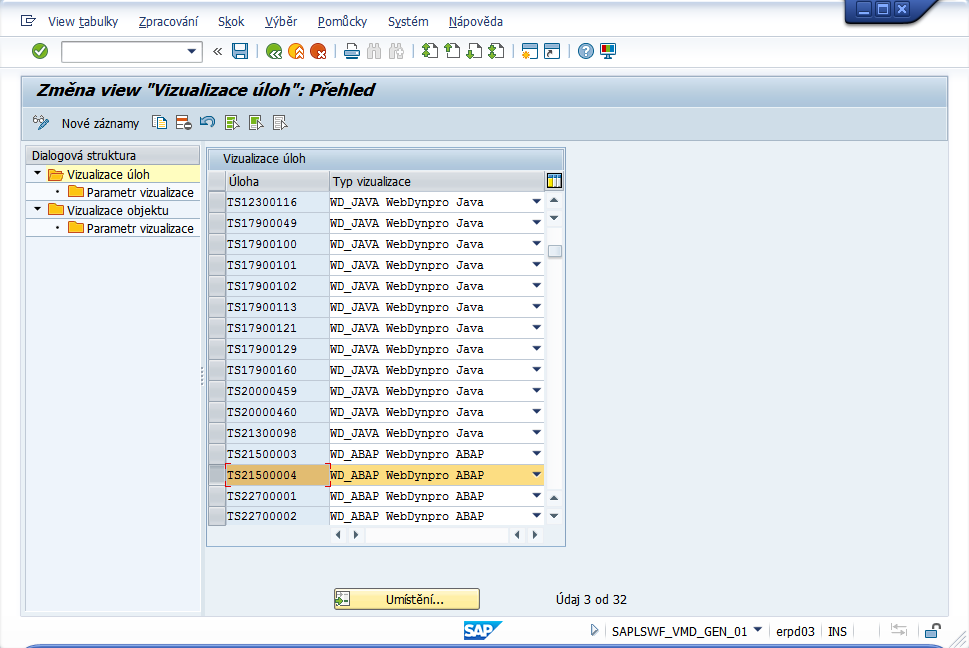 View tabulky Zpracování Skok Výběr Pomůcky Systém Nápověda
Změna view "Vizualizace úloh": Přehled
Nové záznamy
Dialogová struktura
Vizualizace úloh
Parametr vizualizace
Vizualizace objektu
Parametr vizualizace
Vizualizace úloh
Úloha Typ vizualizace
TS12300116 WD_JAVA WebDynpro Java
TS17900049 WD_JAVA WebDynpro Java
TS17900100 WD_JAVA WebDynpro Java
TS17900101 WD_JAVA WebDynpro Java
TS17900102 WD_JAVA WebDynpro Java
TS17900113 WD_JAVA WebDynpro Java
TS17900121 WD_JAVA WebDynpro Java
TS17900129 WD_JAVA WebDynpro Java
TS17900160 WD_JAVA WebDynpro Java
TS20000459 WD_JAVA WebDynpro Java
TS20000460 WD_JAVA WebDynpro Java
TS21300098 WD_JAVA WebDynpro Java
TS21500003 WD_ABAP WebDynpro ABAP
TS21500004 WD_ABAP WebDynpro ABAP
TS22700001 WD_ABAP WebDynpro ABAP
TS22700002 WD_ABAP WebDynpro ABAP
Umístění... Údaj 3 od 32
SAP SAPLSWF_VMD_GEN_01 erpd03 INS